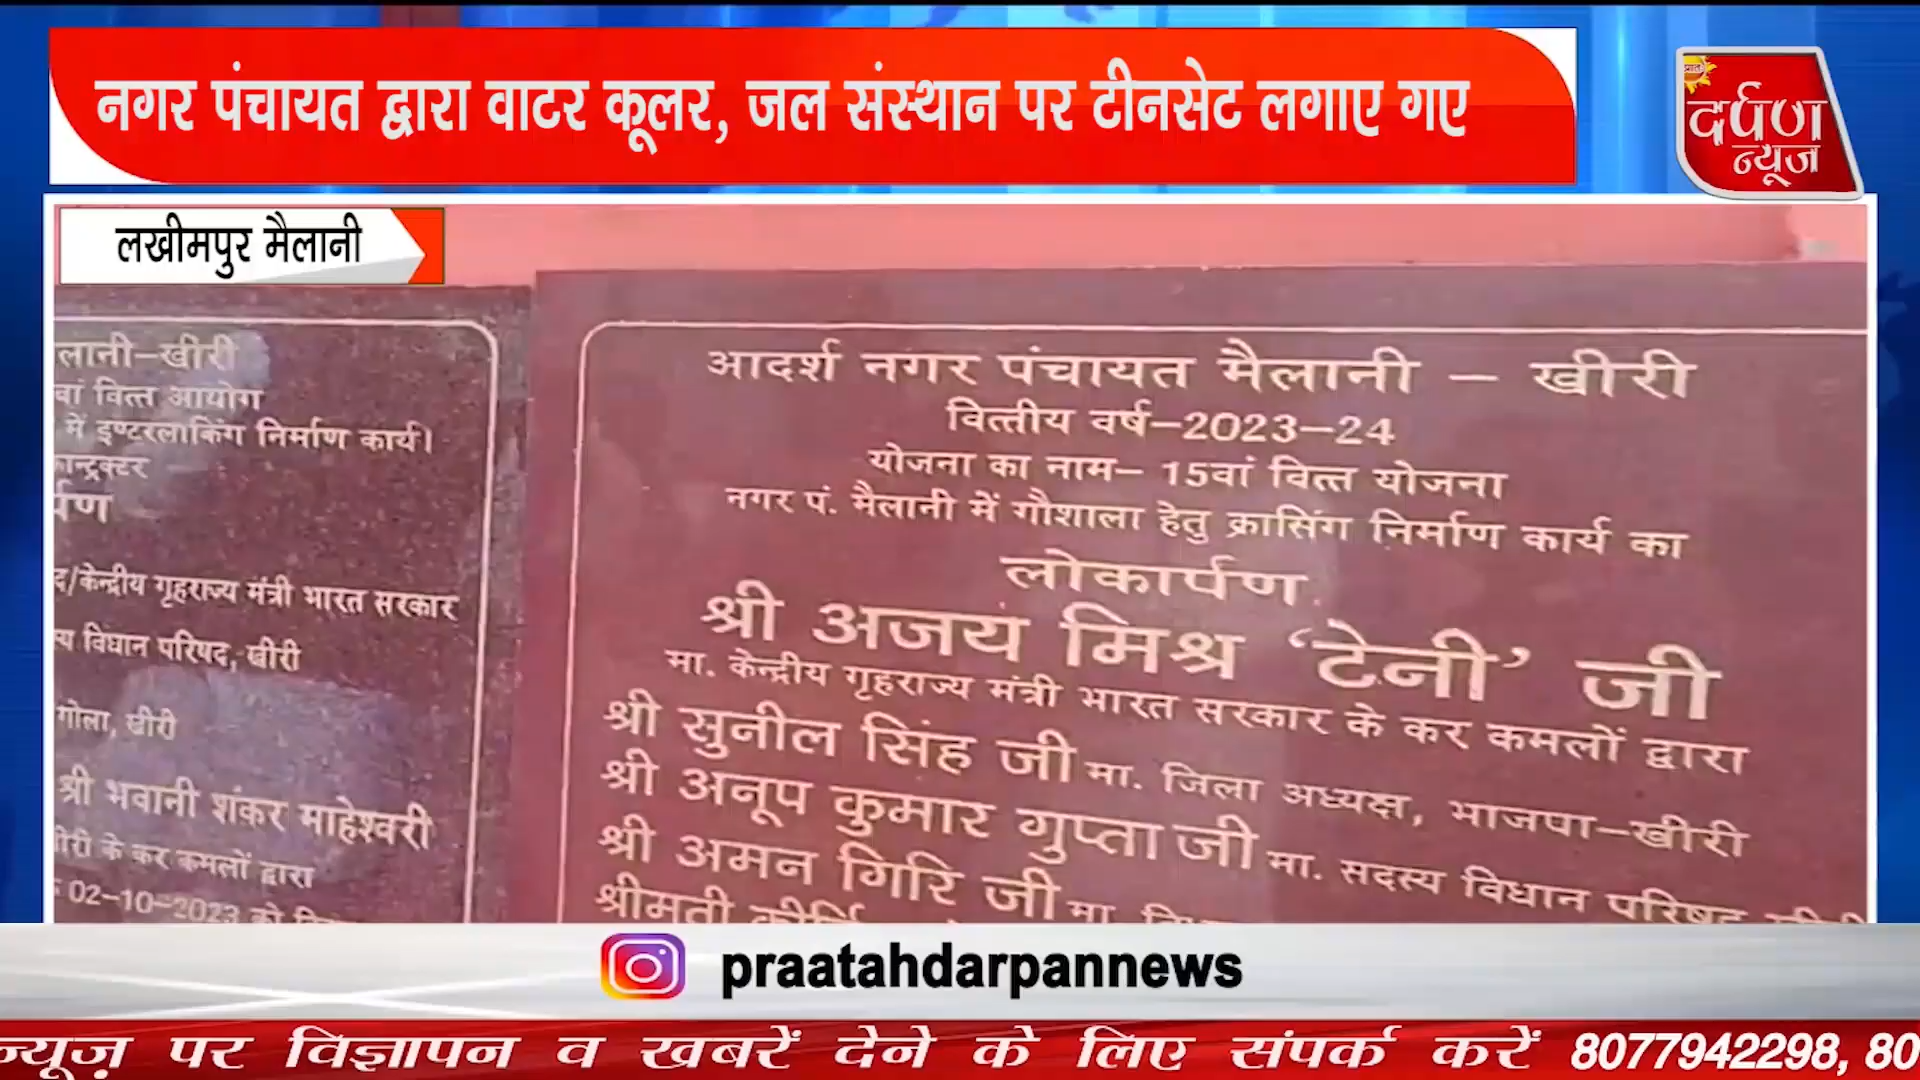 नगर पंचायत द्वारा वाटर कूलर, जल संस्थान पर टीनसेट लगाए गए
प्रातः
दर्पण
न्यूज
लखीमपुर मैलानी
लानी–खीरी
वां वित्त आयोग
में इण्टरलाकिंग निर्माण कार्य।
कान्ट्रक्टर
र्पण
द/केन्द्रीय गृहराज्य मंत्री भारत सरकार
स्य विधान परिषद, खीरी
गोला, खीरी
श्री भवानी शंकर माहेश्वरी
ीरी के कर कमलों द्वारा
02–10–2023 को
आदर्श नगर पंचायत मैलानी – खीरी
वित्तीय वर्ष–2023–24
योजना का नाम– 15वां वित्त योजना
नगर पं. मैलानी में गौशाला हेतु क्रासिंग निर्माण कार्य का
लोकार्पण
श्री अजय मिश्र ‘टेनी’ जी
मा. केन्द्रीय गृहराज्य मंत्री भारत सरकार के कर कमलों द्वारा
श्री सुनील सिंह जी मा. जिला अध्यक्ष, भाजपा–खीरी
श्री अनूप कुमार गुप्ता जी मा. सदस्य विधान परिषद
श्री अमन गिरि जी मा.
श्रीमती
praatahdarpannews
न्यूज़ पर विज्ञापन व खबरें देने के लिए संपर्क करें 8077942298, 80